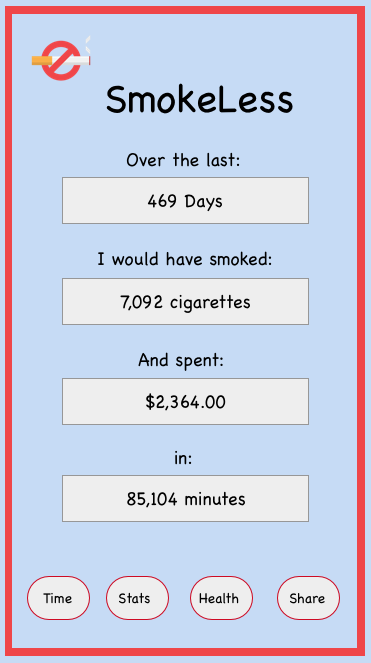 SmokeLess
Over the last:
469 Days
I would have smoked:
7,092 cigarettes
And spent:
$2,364.00
in:
85,104 minutes
Time
Stats
Health
Share